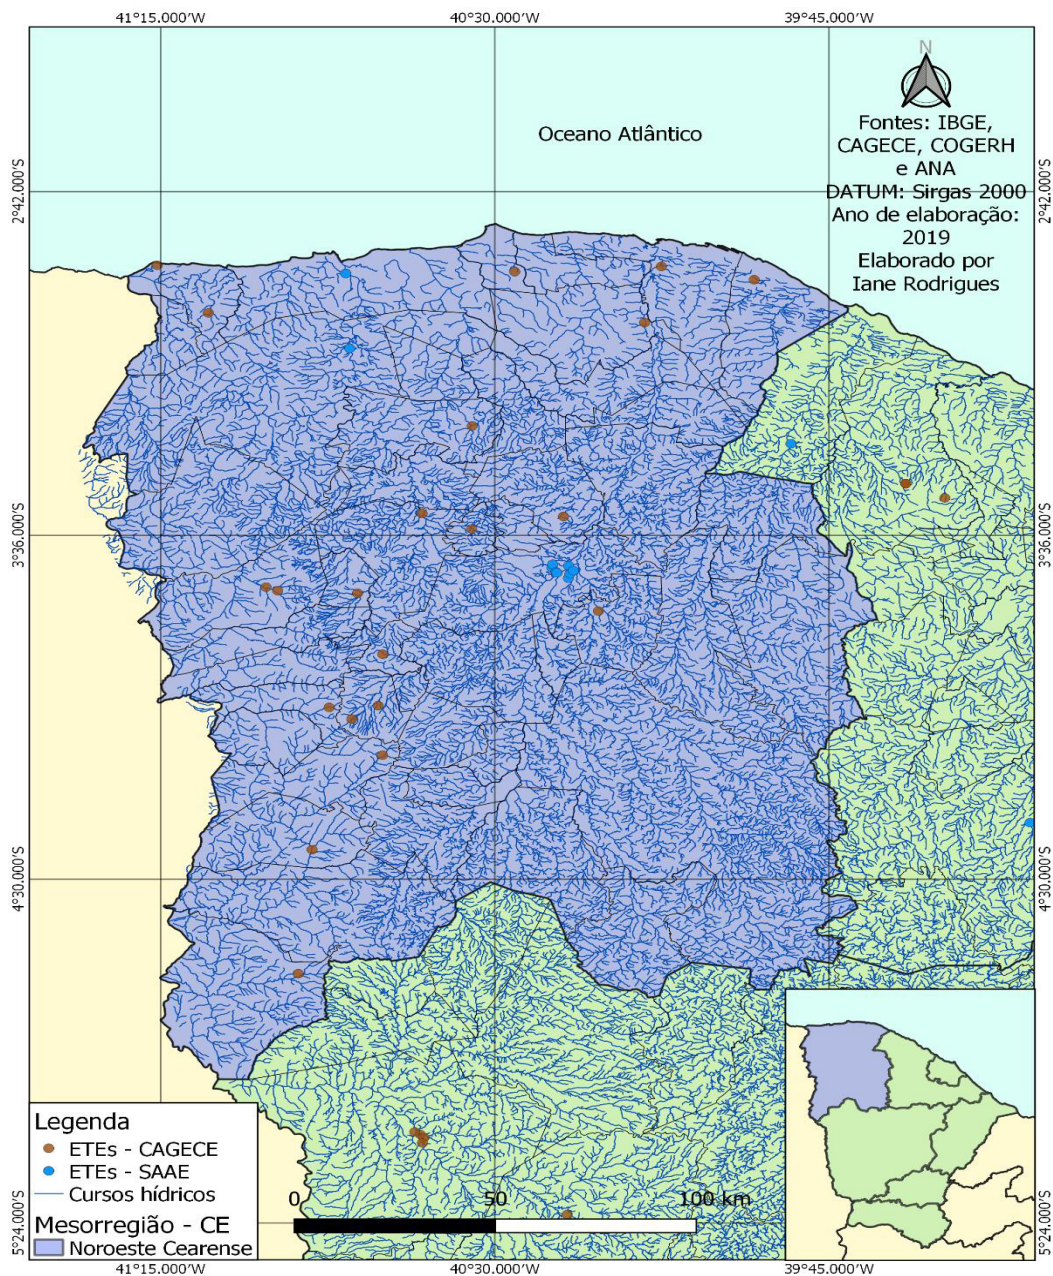 41°15.000'W
40°30.000'W
39°45.000'W
N
Fontes: IBGE,
CAGECE, COGERH
e ANA
DATUM: Sirgas 2000
Ano de elaboração:
2019
Elaborado por
Iane Rodrigues
Oceano Atlântico
2°42.000'S
2°42.000'S
3°36.000'S
3°36.000'S
4°30.000'S
4°30.000'S
5°24.000'S
5°24.000'S
Legenda
ETEs - CAGECE
ETEs - SAAE
Cursos hídricos
Mesorregião - CE
Noroeste Cearense
0
50
100 km
41°15.000'W
40°30.000'W
39°45.000'W